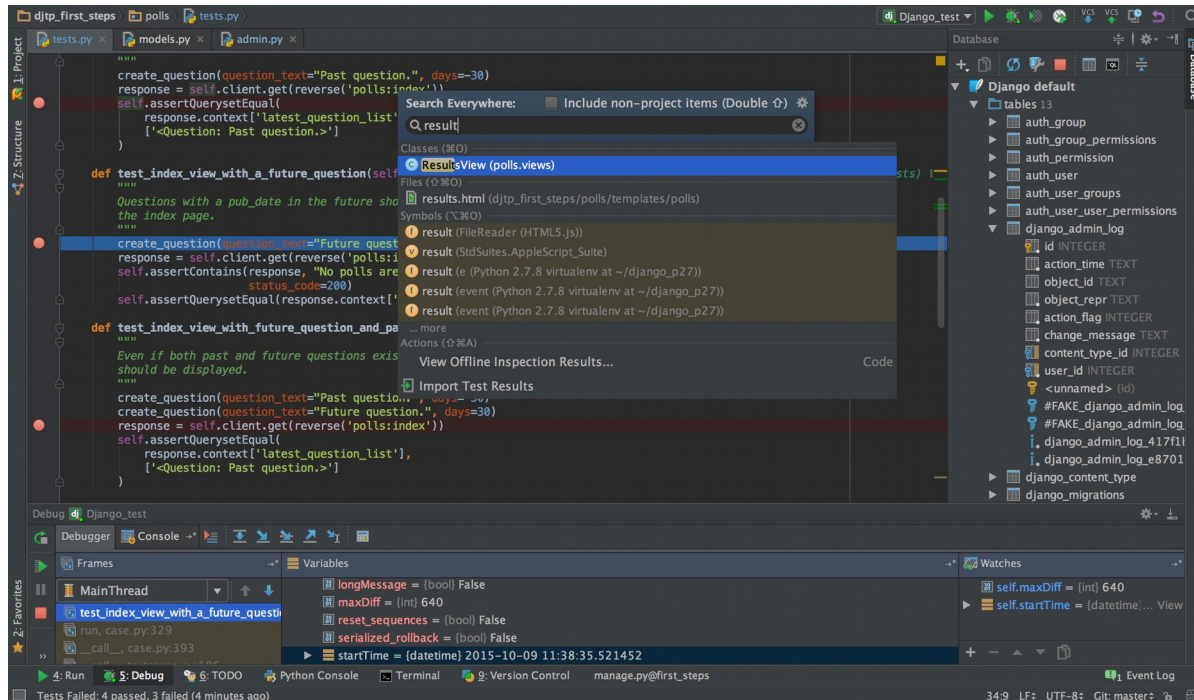 djtp_first_steps polls tests.py
Django_test
VCS VCS
tests.py × models.py × admin.py ×
1: Project
Z: Structure
2: Favorites
"""
create_question(question_text="Past question.", days=-30)
response = self.client.get(reverse('polls:index'))
self.assertQuerysetEqual(
response.context['latest_question_list'
['<Question: Past question.>']
)
def test_index_view_with_a_future_question(self
"""
Questions with a pub_date in the future sho
the index page.
"""
create_question(question_text="Future quest
response = self.client.get(reverse('polls:i
self.assertContains(response, "No polls are
status_code=200)
self.assertQuerysetEqual(response.context['
def test_index_view_with_future_question_and_pa
"""
Even if both past and future questions exis
should be displayed.
"""
create_question(question_text="Past question.", days=-30)
create_question(question_text="Future question.", days=30)
response = self.client.get(reverse('polls:index'))
self.assertQuerysetEqual(
response.context['latest_question_list'],
['<Question: Past question.>']
)
Search Everywhere: Include non-project items (Double ⇧)
result
Classes (⌘O)
ResultsView (polls.views)
Files (⇧⌘O)
results.html (djtp_first_steps/polls/templates/polls)
Symbols (⌥⌘O)
result (FileReader (HTML5.js))
result (StdSuites.AppleScript_Suite)
result (e (Python 2.7.8 virtualenv at ~/django_p27))
result (event (Python 2.7.8 virtualenv at ~/django_p27))
result (event (Python 2.7.8 virtualenv at ~/django_p27))
... more
Actions (⇧⌘A)
View Offline Inspection Results... Code
Import Test Results
Database
Django default
tables 13
auth_group
auth_group_permissions
auth_permission
auth_user
auth_user_groups
auth_user_user_permissions
django_admin_log
id INTEGER
action_time TEXT
object_id TEXT
object_repr TEXT
action_flag INTEGER
change_message TEXT
content_type_id INTEGER
user_id INTEGER
<unnamed> (id)
#FAKE_django_admin_log_
#FAKE_django_admin_log_
django_admin_log_417f1
django_admin_log_e8701
django_content_type
django_migrations
Debug Django_test
Debugger Console
Frames
MainThread
test_index_view_with_a_future_questi
run, case.py:329
__call__, case.py:393
Variables
longMessage = {bool} False
maxDiff = {int} 640
reset_sequences = {bool} False
serialized_rollback = {bool} False
startTime = {datetime} 2015-10-09 11:38:35.521452
Watches
self.maxDiff = {int} 640
self.startTime = {datetime}... View
4: Run 5: Debug 6: TODO Python Console Terminal 9: Version Control manage.py@first_steps Event Log
Tests Failed: 4 passed, 3 failed (4 minutes ago) 34:9 LF÷ UTF-8÷ Git: master÷